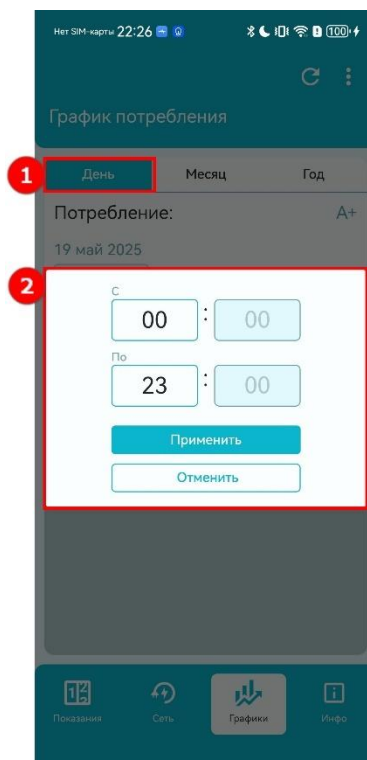 Нет SIM-карты 22:26 100
График потребления
1
День Месяц Год
Потребление: A+
19 май 2025
2
С
00 : 00
По
23 : 00
Применить
Отменить
Показания Сеть Графики Инфо